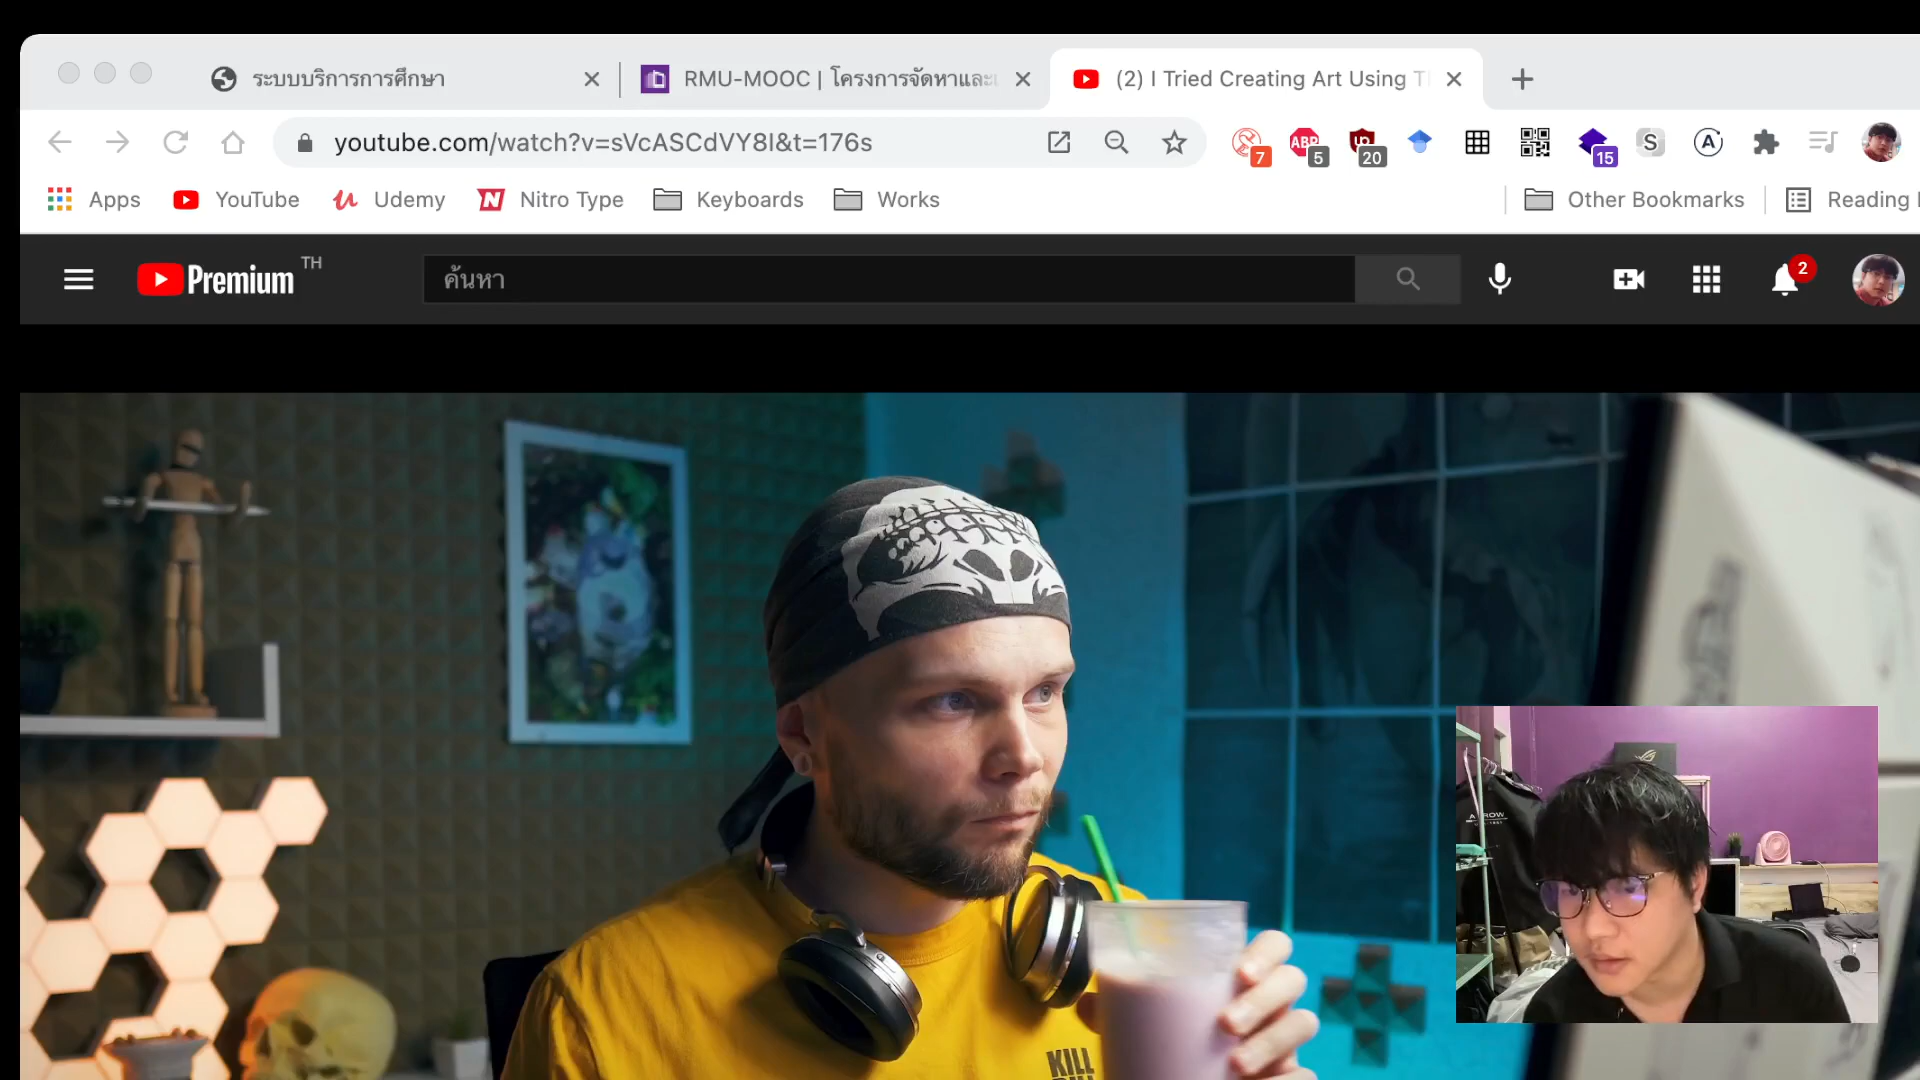 ระบบบริการการศึกษา
RMU-MOOC | โครงการจัดหาและ
(2) I Tried Creating Art Using T
youtube.com/watch?v=sVcASCdVY8I&t=176s
7
5
20
15
Apps
YouTube
Udemy
Nitro Type
Keyboards
Works
Other Bookmarks
Reading
Premium TH
ค้นหา
2
KILL